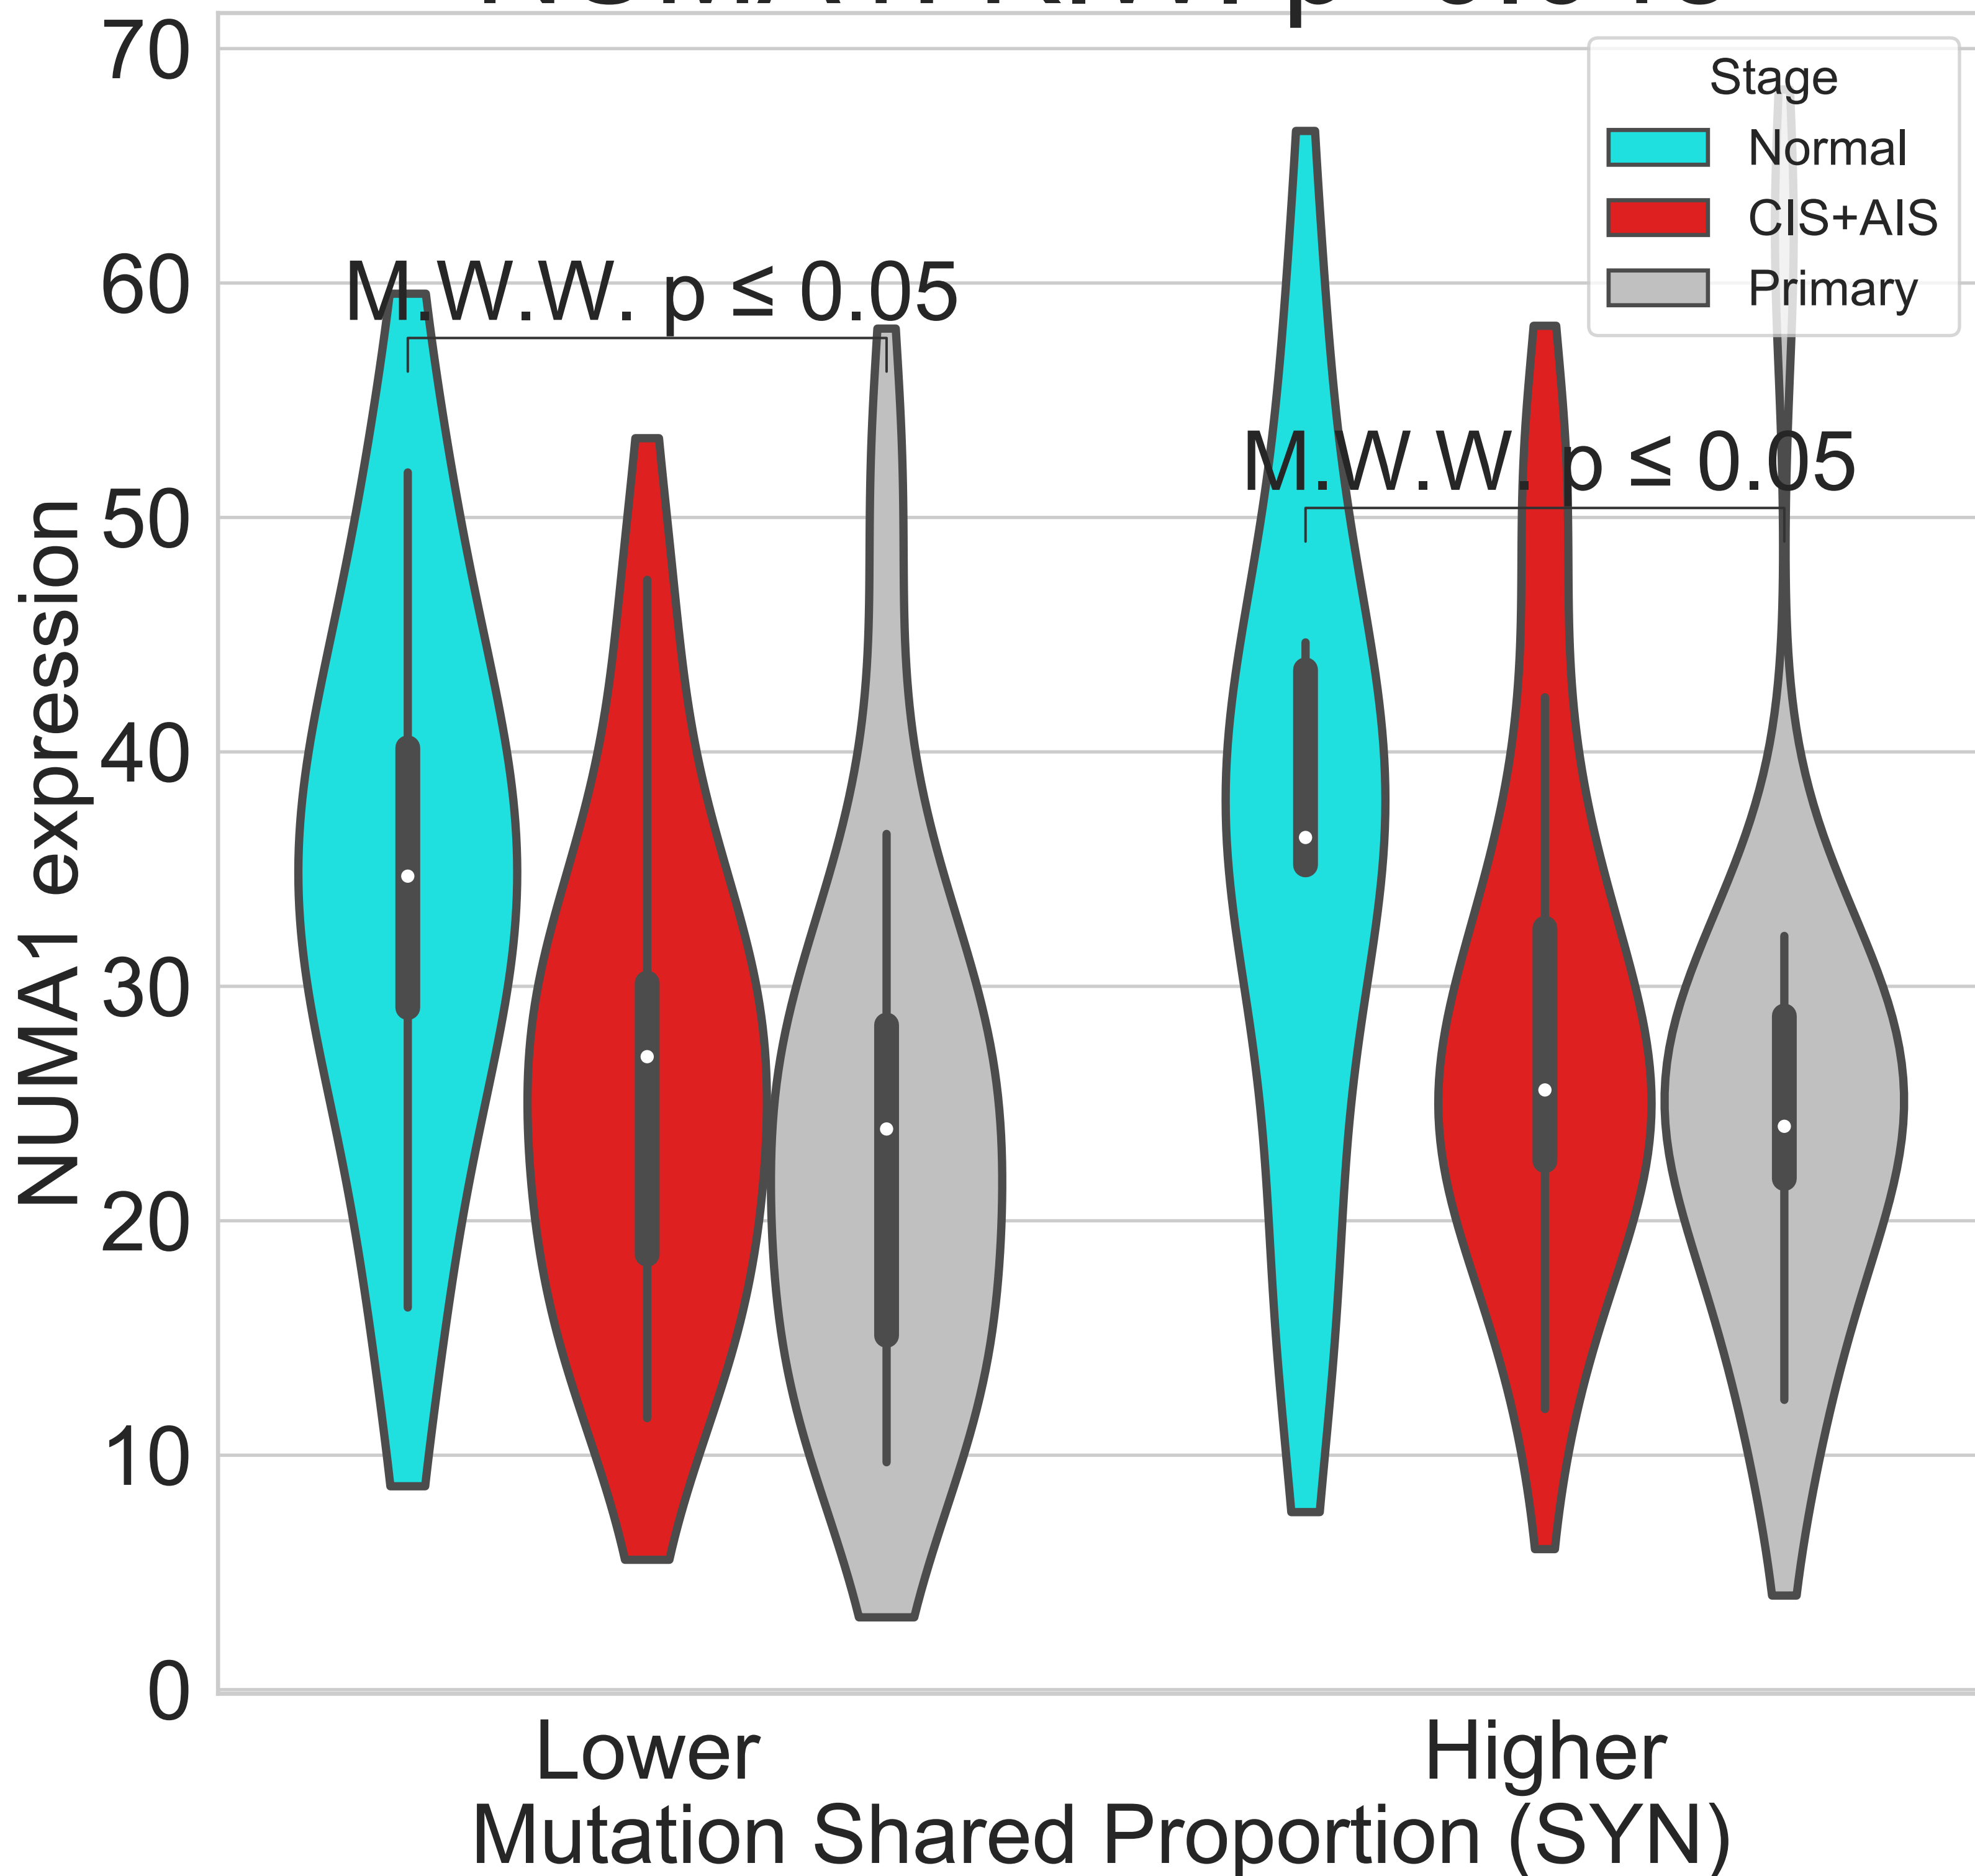 70
60
50
40
30
20
10
0
NUMA1 expression
Stage
Normal
CIS+AIS
Primary
M.W.W. p ≤ 0.05
M.W.W. p ≤ 0.05
Lower
Higher
Mutation Shared Proportion (SYN)